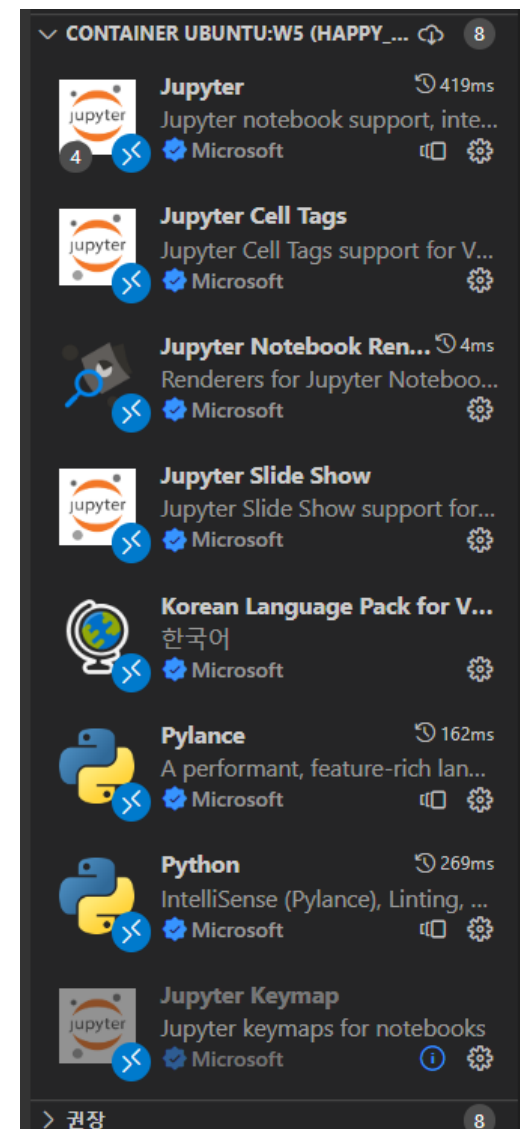 CONTAINER UBUNTU:W5 (HAPPY_... 8
Jupyter 419ms
Jupyter notebook support, inte...
Microsoft
jupyter
4
Jupyter Cell Tags
Jupyter Cell Tags support for V...
Microsoft
jupyter
Jupyter Notebook Ren... 4ms
Renderers for Jupyter Noteboo...
Microsoft
Jupyter Slide Show
Jupyter Slide Show support for...
Microsoft
jupyter
Korean Language Pack for V...
한국어
Microsoft
Pylance 162ms
A performant, feature-rich lan...
Microsoft
Python 269ms
IntelliSense (Pylance), Linting, ...
Microsoft
Jupyter Keymap
Jupyter keymaps for notebooks
Microsoft
jupyter
권장 8